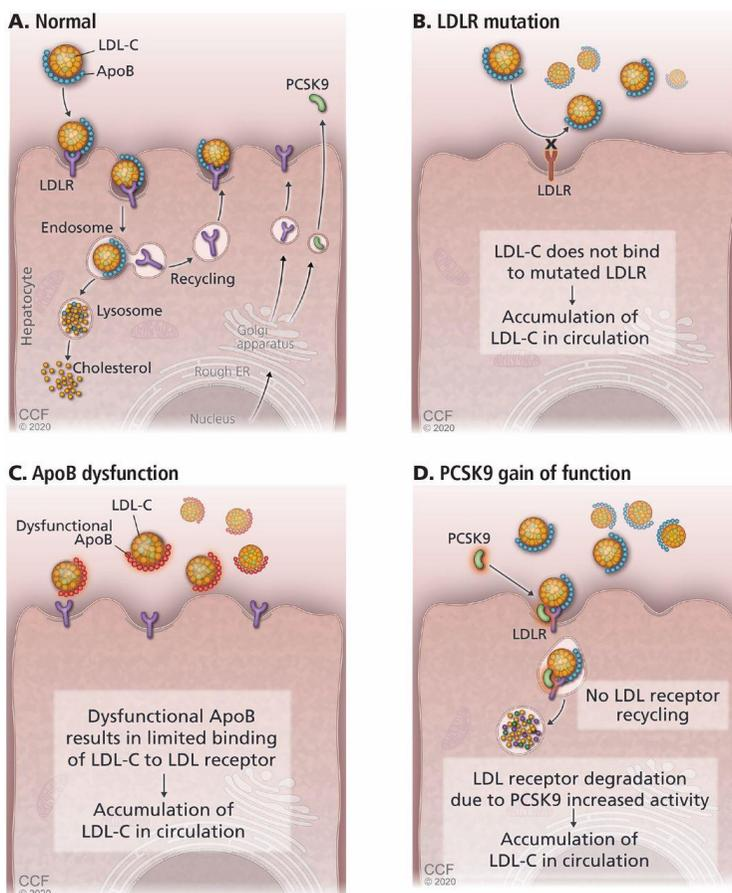 A. Normal
LDL-C
ApoB
PCSK9
LDLR
Endosome
Recycling
Hepatocyte
Lysosome
Golgi
apparatus
Cholesterol
Rough ER
Nucleus
CCF
© 2020
B. LDLR mutation
X
LDLR
LDL-C does not bind
to mutated LDLR
Accumulation of
LDL-C in circulation
CCF
© 2020
C. ApoB dysfunction
LDL-C
Dysfunctional
ApoB
Dysfunctional ApoB
results in limited binding
of LDL-C to LDL receptor
Accumulation of
LDL-C in circulation
CCF
© 2020
D. PCSK9 gain of function
PCSK9
LDLR
No LDL receptor
recycling
LDL receptor degradation
due to PCSK9 increased activity
Accumulation of
LDL-C in circulation
CCF
© 2020